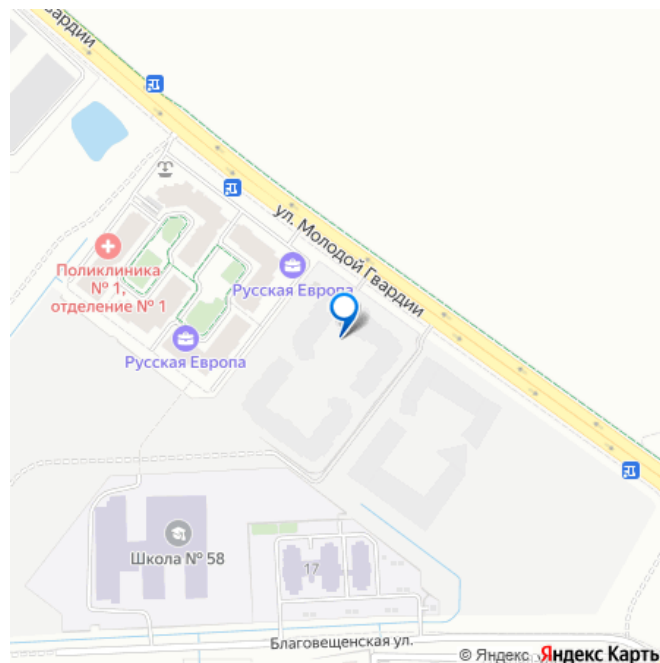 вардии
ул. Молодой Гвардии
Русская Европа
Поликлиника
№ 1,
отделение № 1
Русская Европа
Школа № 58
17
Благовещенская ул.
© Яндекс Яндекс Карты